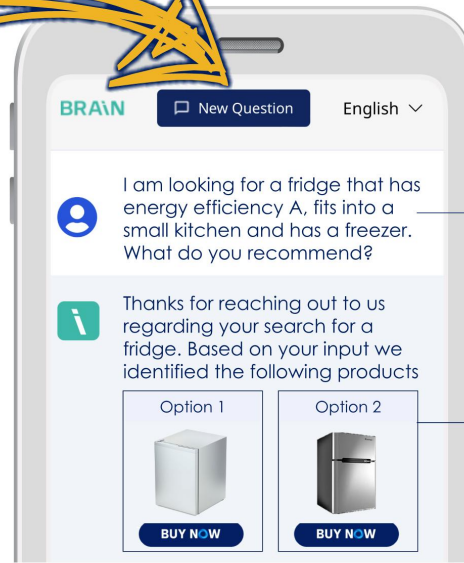 BRAiN
New Question
English
I am looking for a fridge that has
energy efficiency A, fits into a
small kitchen and has a freezer.
What do you recommend?
i
Thanks for reaching out to us
regarding your search for a
fridge. Based on your input we
identified the following products
Option 1
Option 2
BUY NOW
BUY NOW